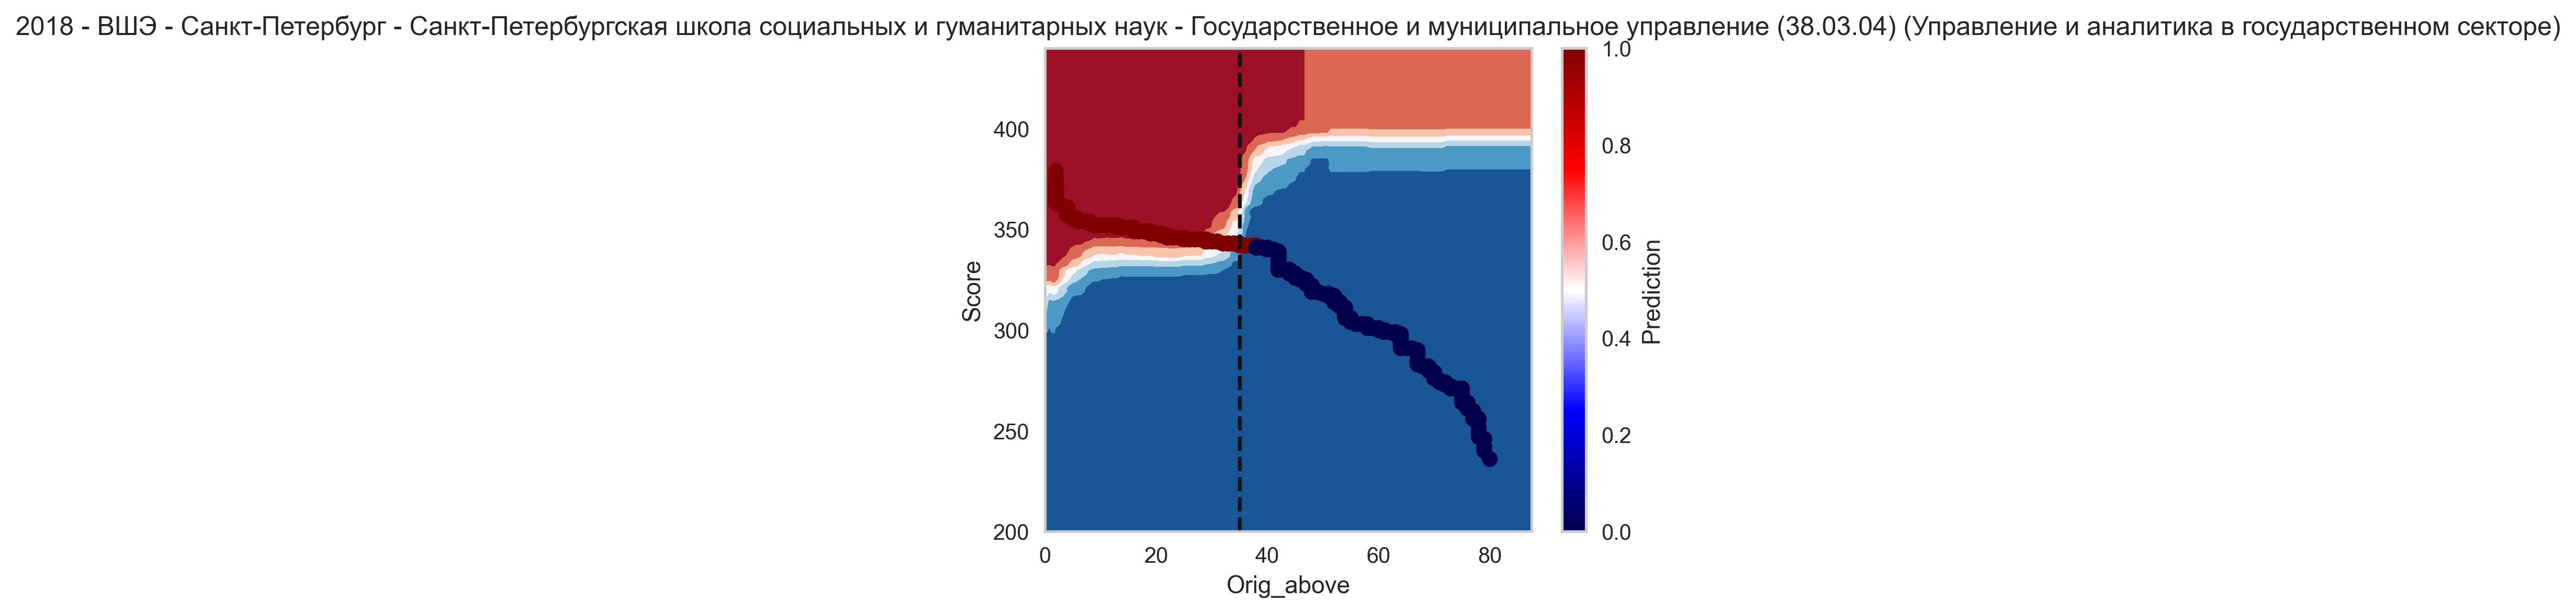 2018 - ВШЭ - Санкт-Петербург - Санкт-Петербургская школа социальных и гуманитарных наук - Государственное и муниципальное управление (38.03.04) (Управление и аналитика в государственном секторе)
400
350
300
250
200
Score
0 20 40 60 80
Orig_above
1.0
0.8
0.6
0.4
0.2
0.0
Prediction